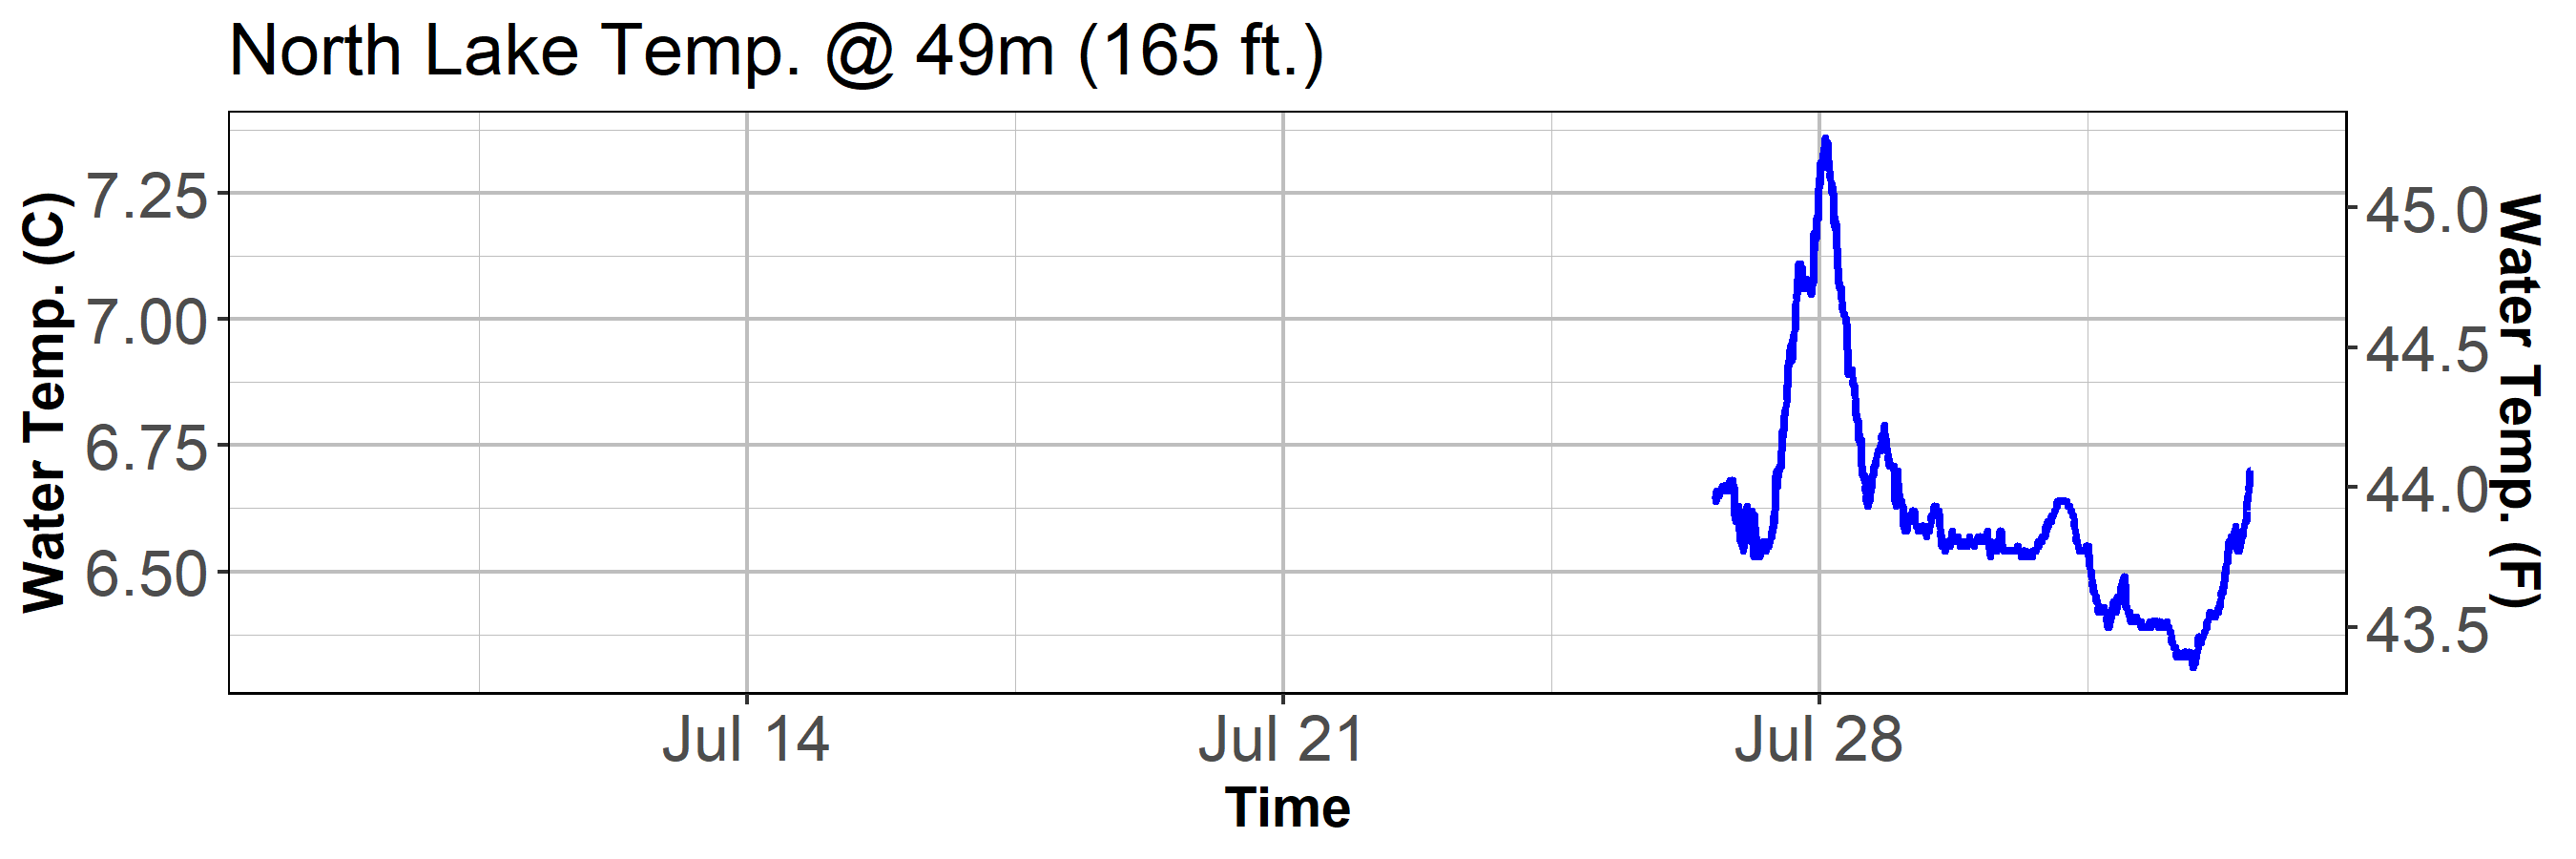 North Lake Temp. @ 49m (165 ft.)
Water Temp. (C)
7.25
7.00
6.75
6.50
45.0
44.5
44.0
43.5
Water Temp. (F)
Jul 14
Jul 21
Jul 28
Time